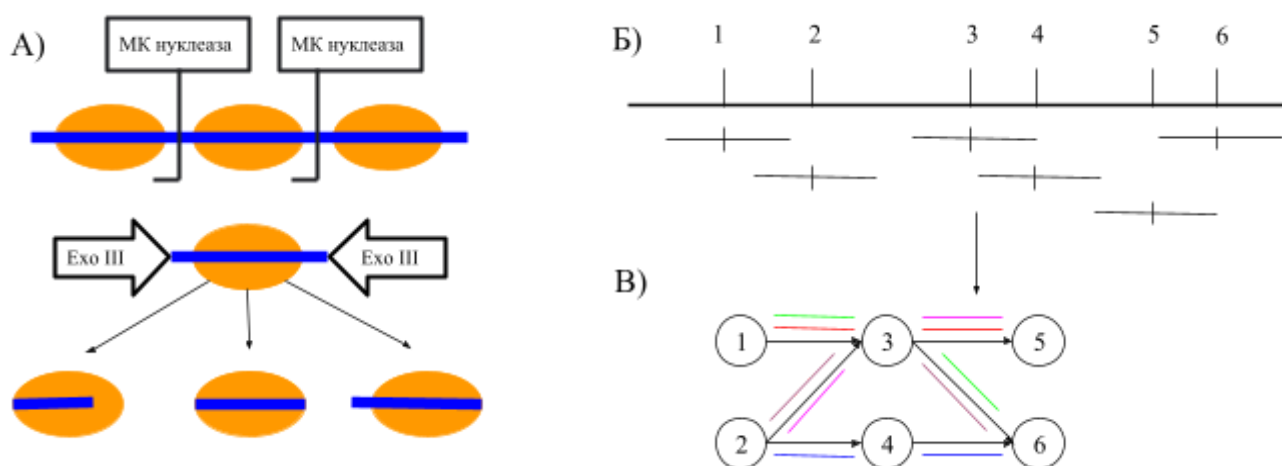 А)
МК нуклеаза
МК нуклеаза
Exo III
Exo III
Б)
1 2 3 4 5 6
В)
1 3 5
2 4 6